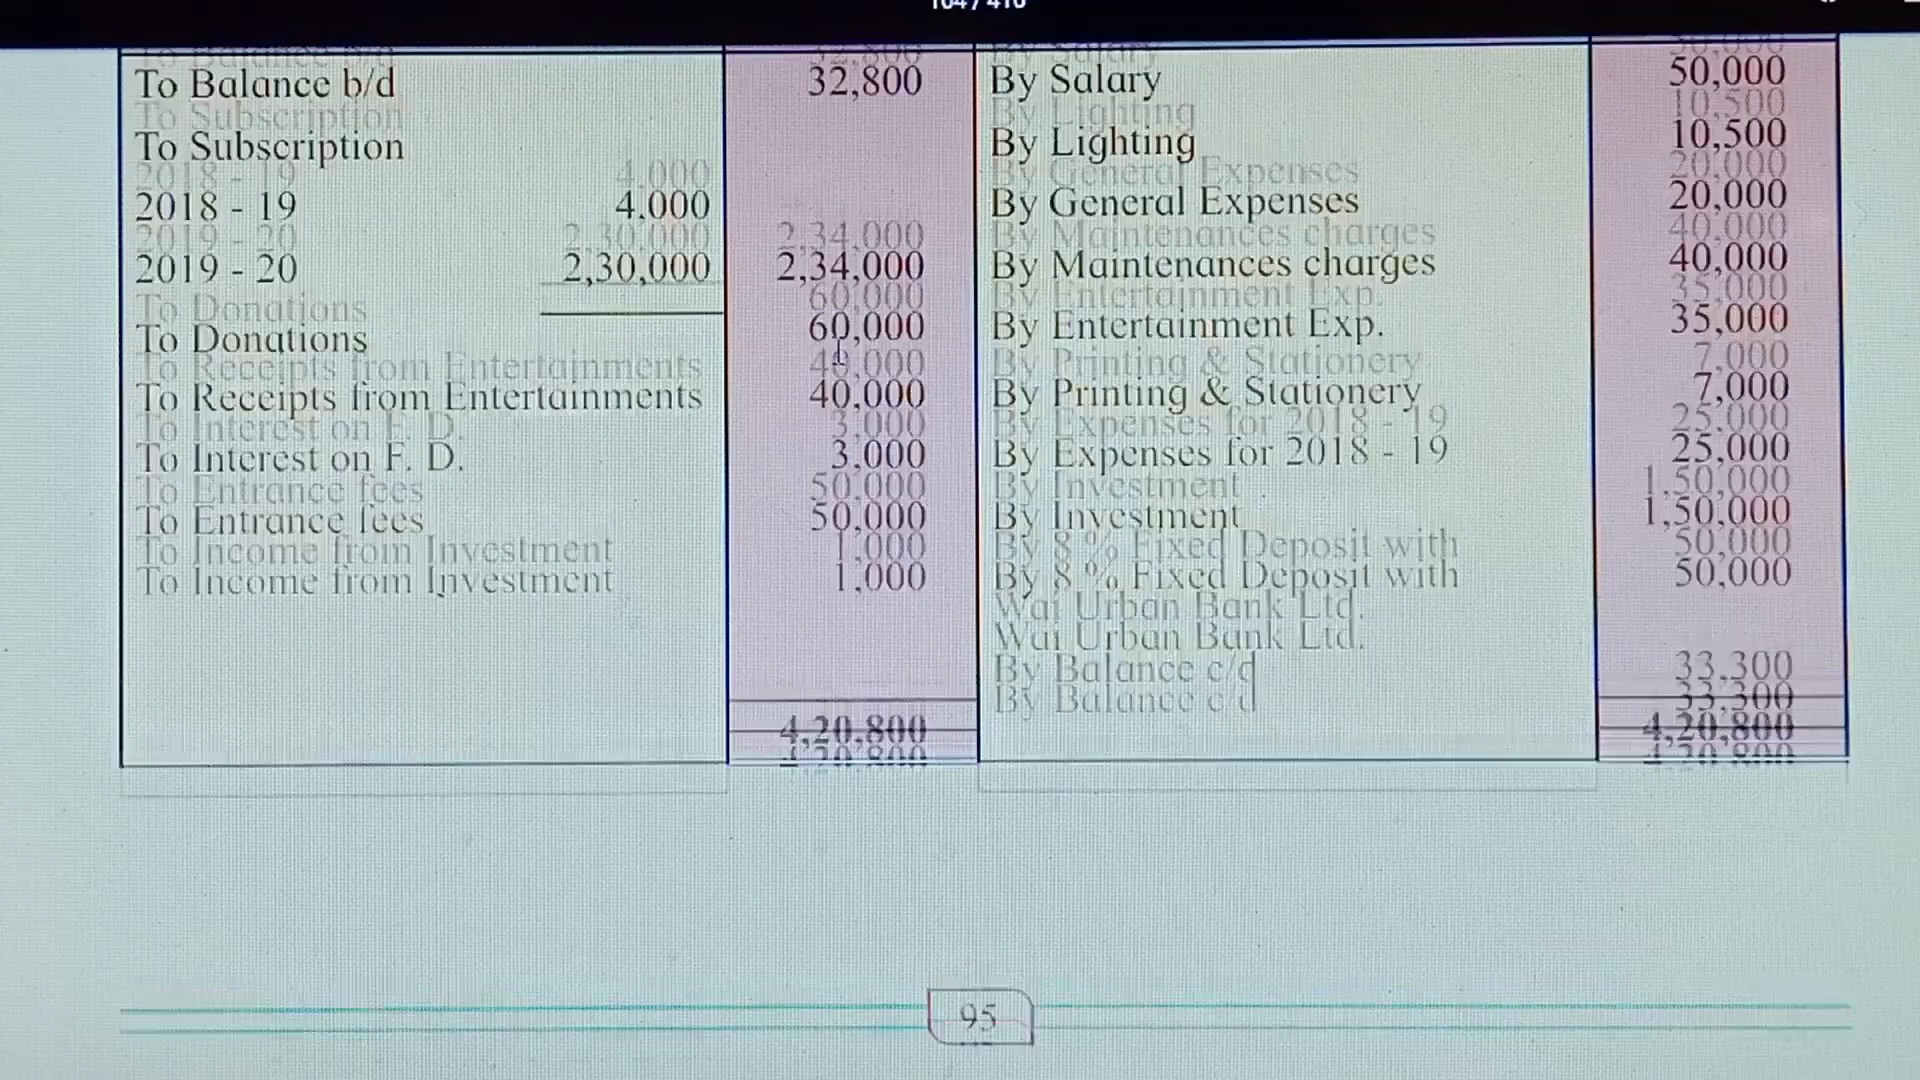 104 / 416
To Balance b/d 32,800 By Salary 50,000
To Subscription By Lighting 10,500
2018 - 19 4,000 By General Expenses 20,000
2019 - 20 2,30,000 2,34,000 By Maintenances charges 40,000
To Donations 60,000 By Entertainment Exp. 35,000
To Receipts from Entertainments 40,000 By Printing & Stationery 7,000
To Interest on F. D. 3,000 By Expenses for 2018 - 19 25,000
To Entrance fees 50,000 By Investment 1,50,000
To Income from Investment 1,000 By 8 % Fixed Deposit with 50,000
Wai Urban Bank Ltd.
By Balance c/d 33,300
4,20,800 4,20,800
95